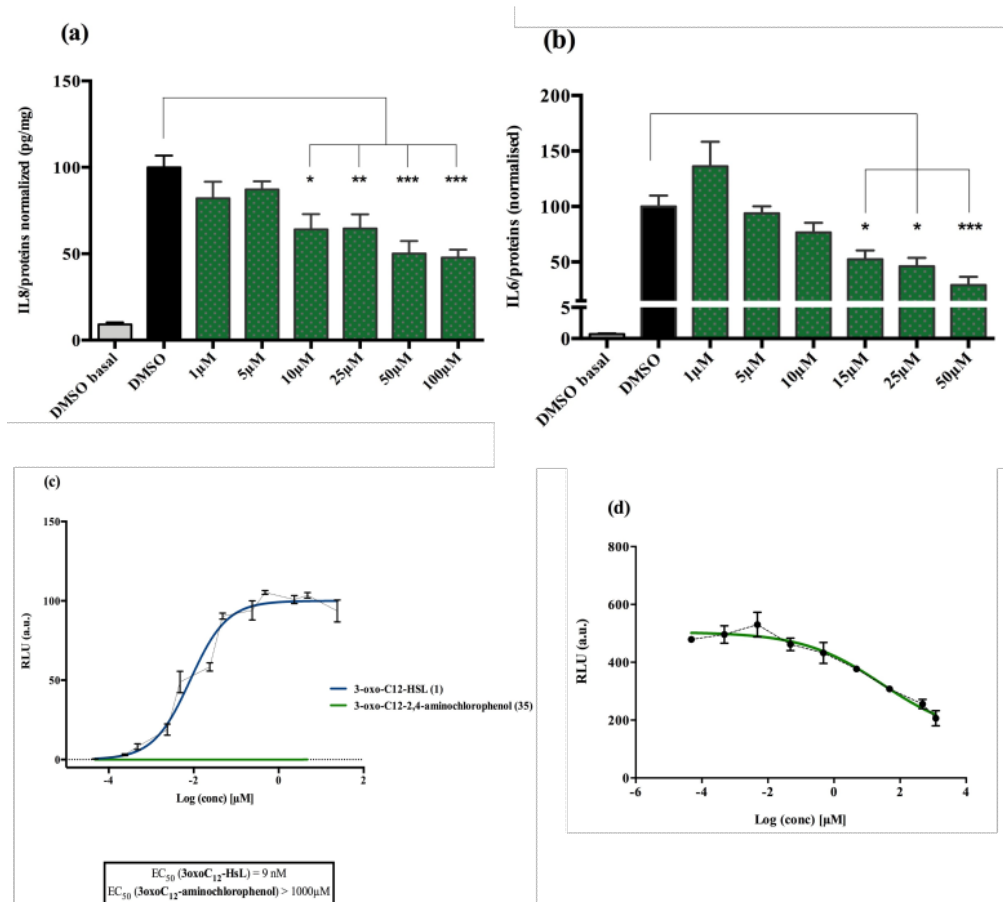 (a)
IL8/proteins normalized (pg/mg)
150
100
50
0
* ** *** ***
DMSO basal
DMSO
1µM
5µM
10µM
25µM
50µM
100µM
(b)
IL6/proteins (normalised)
200
150
100
50
5
0
* * ***
DMSO basal
DMSO
1µM
5µM
10µM
15µM
25µM
50µM
(c)
RLU (a.u.)
150
100
50
0
-4 -2 0 2
Log (conc) [µM]
3-oxo-C12-HSL (1)
3-oxo-C12-2,4-aminochlorophenol (35)
EC50 (3oxoC12-HsL) = 9 nM
EC50 (3oxoC12-aminochlorophenol) > 1000µM
(d)
RLU (a.u.)
800
600
400
200
0
-6 -4 -2 0 2 4
Log (conc) [µM]